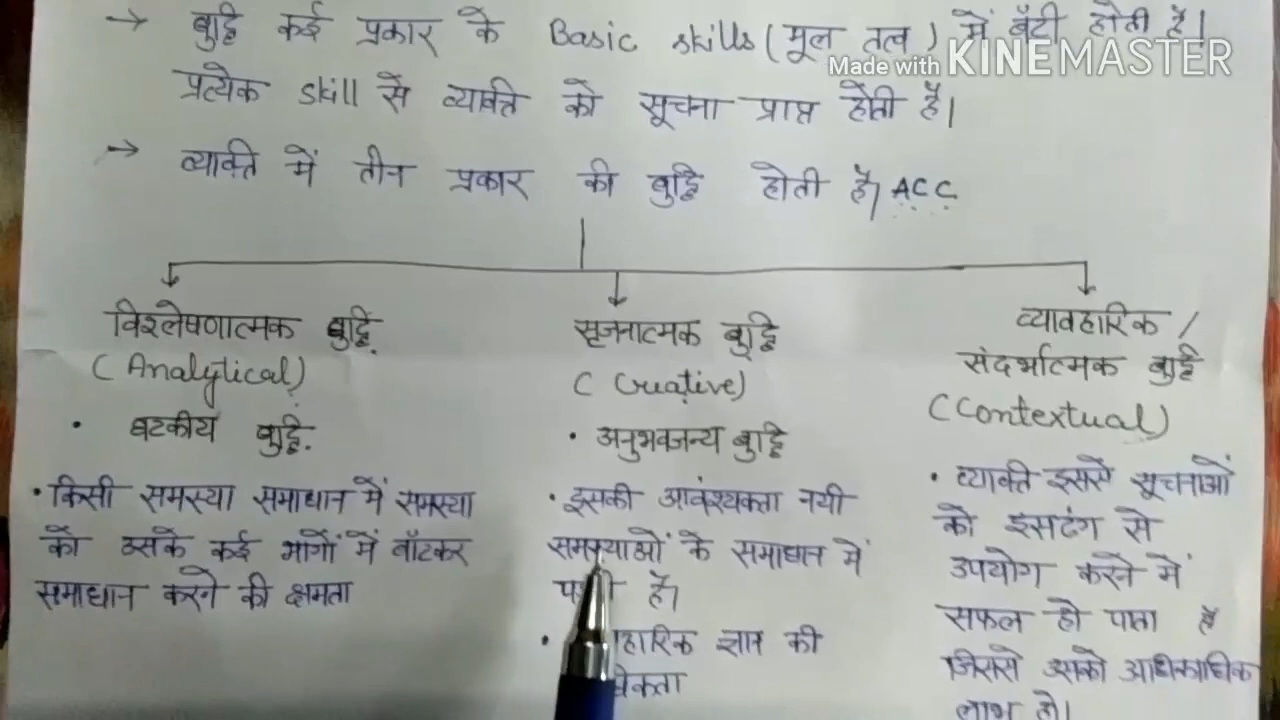 → बुद्धि कई प्रकार के Basic skills (मूल तत्व) में बँटी होती है।
Made with KINEMASTER
प्रत्येक skill से व्यक्ति को सूचना प्राप्त होती है।
→ व्यक्ति में तीन प्रकार की बुद्धि होती है। ACC
विश्लेषणात्मक बुद्धि
(Analytical)
• घटकीय बुद्धि.
• किसी समस्या समाधान में समस्या
को उसके कई भागों में बाँटकर
समाधान करने की क्षमता
सृजनात्मक बुद्धि
(Creative)
• अनुभवजन्य बुद्धि
• इसकी आवश्यकता नयी
समस्याओं के समाधान में
है।
• ज्ञान की
व्यावहारिक /
संदर्भात्मक बुद्धि
(Contextual)
• व्यक्ति इससे सूचनाओं
को इसटंग से
उपयोग करने में
सफल हो पाता है
जिससे उसको अधिकाधिक
लाभ हो।